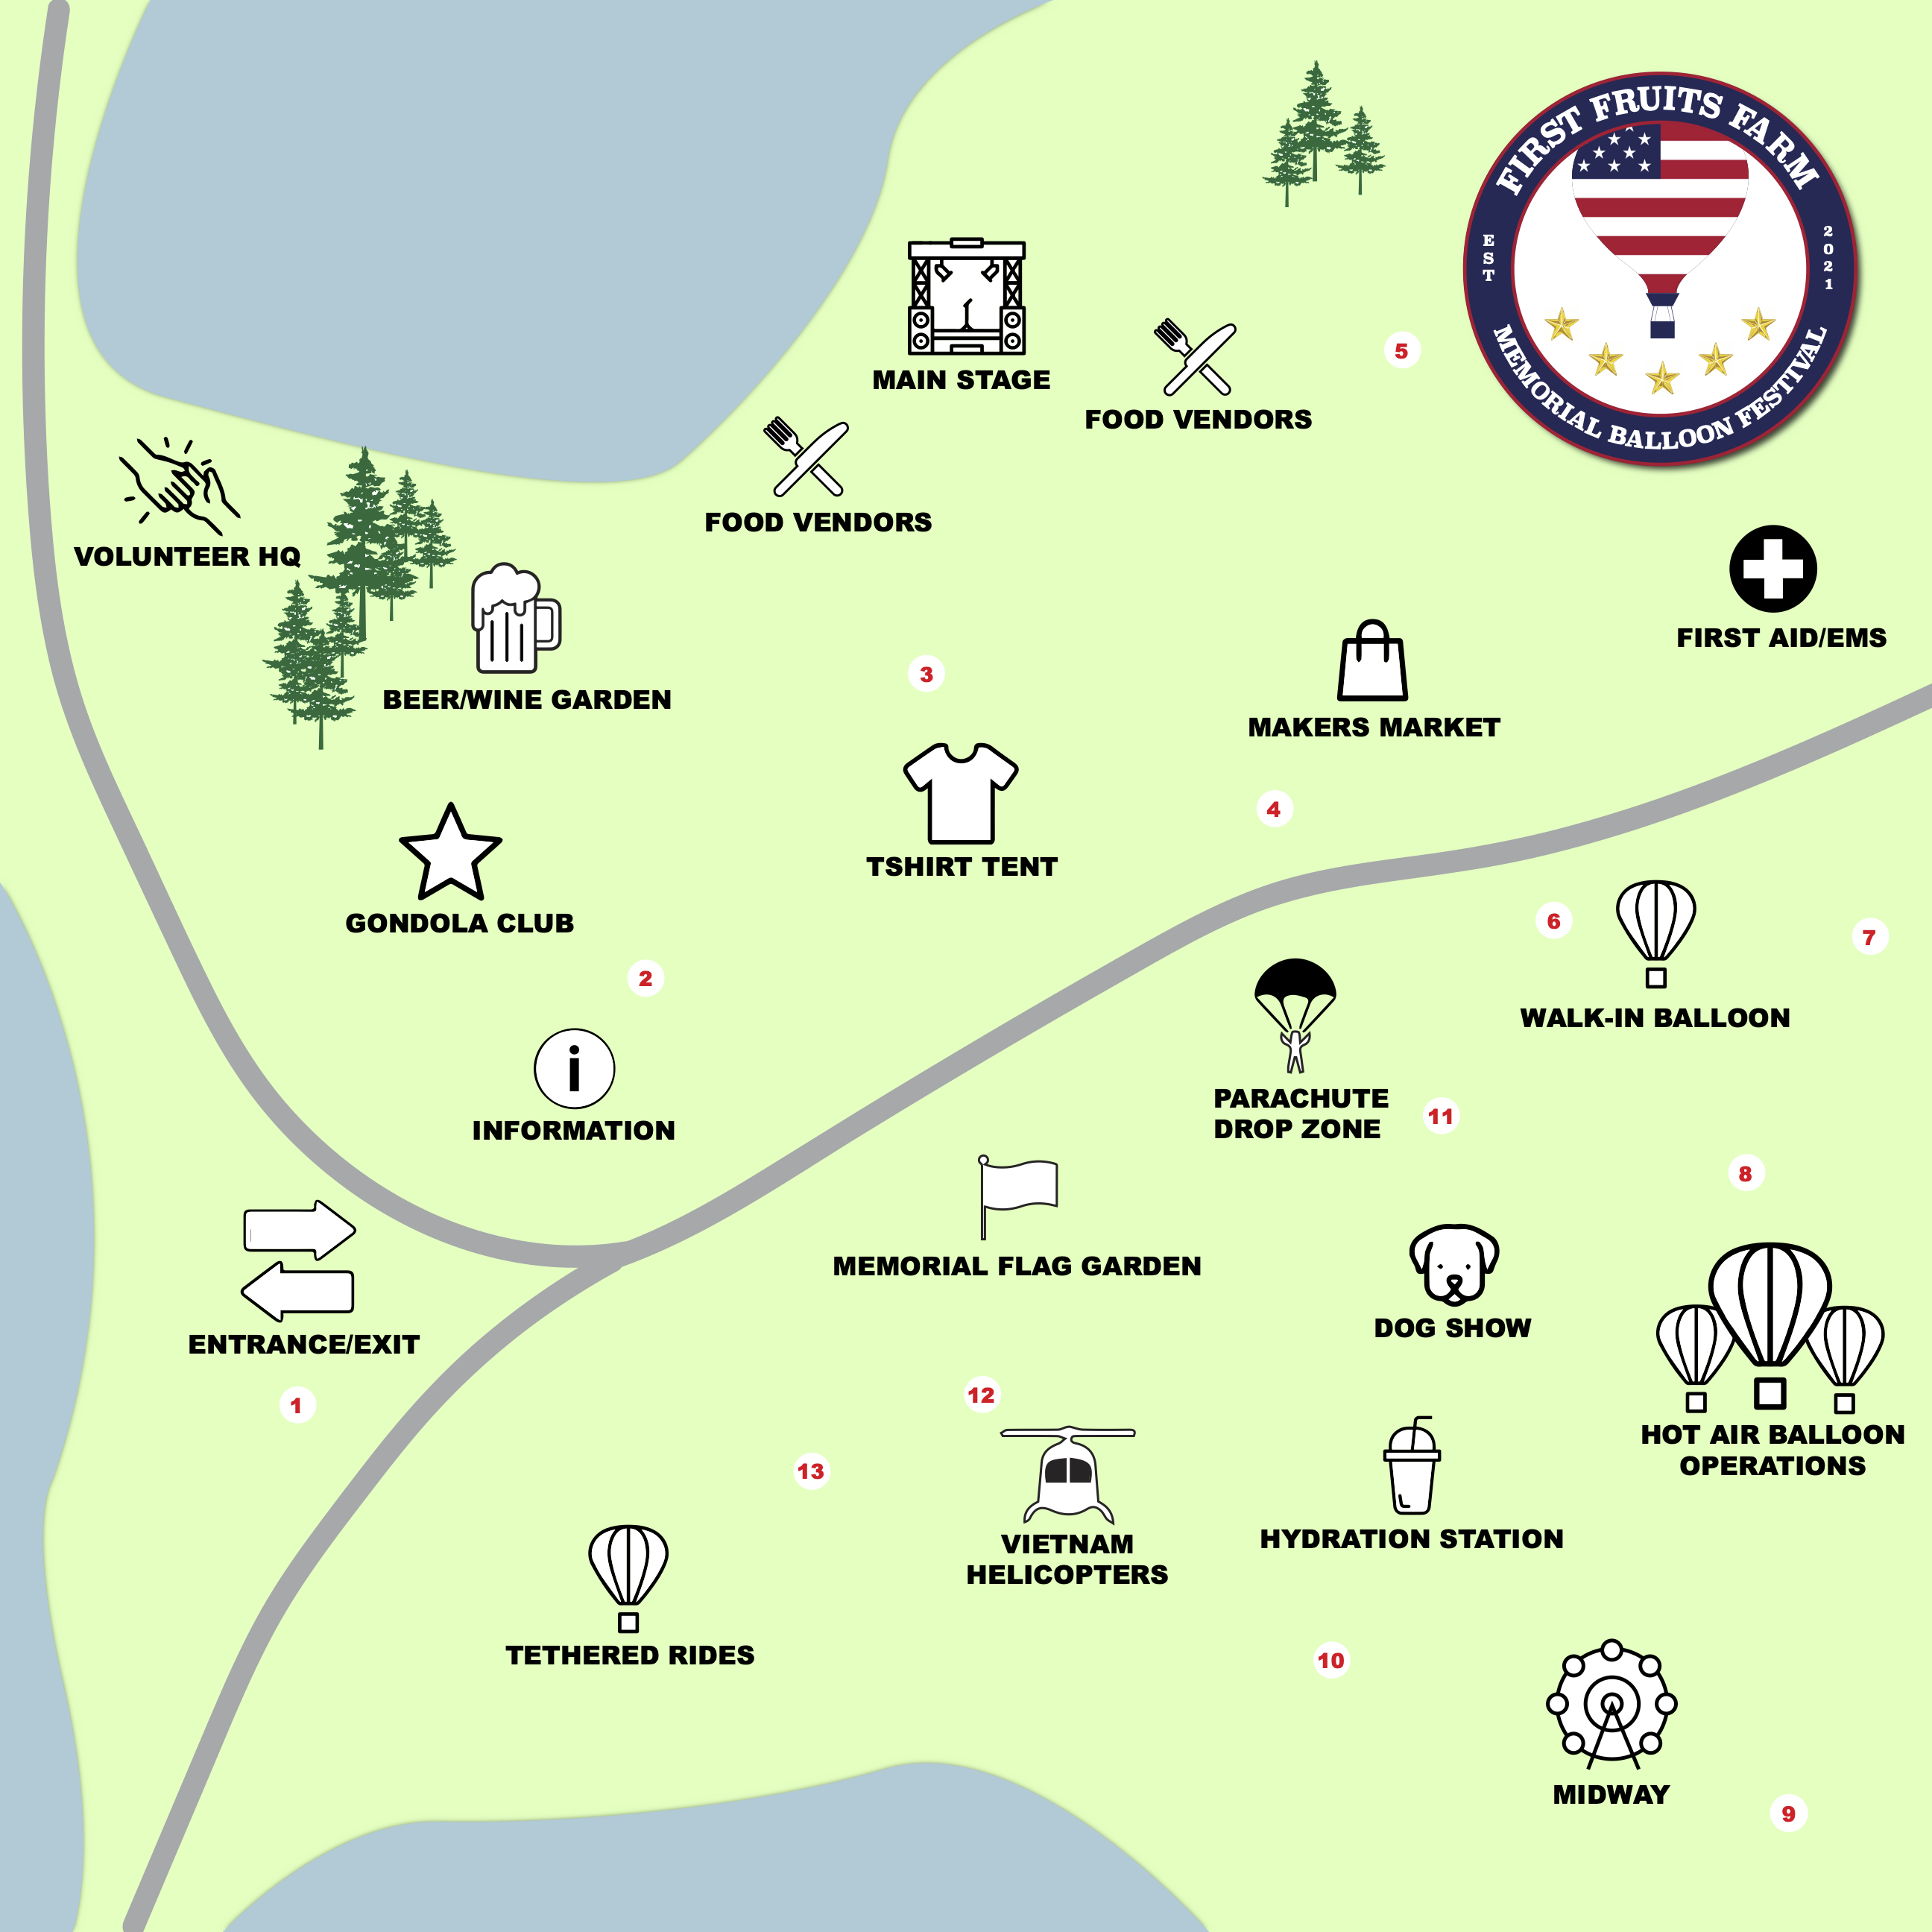 FIRST FRUITS FARM
EST
2021
MEMORIAL BALLOON FESTIVAL
MAIN STAGE
5
FOOD VENDORS
FOOD VENDORS
VOLUNTEER HQ
FIRST AID/EMS
3
BEER/WINE GARDEN
MAKERS MARKET
4
TSHIRT TENT
GONDOLA CLUB
6
7
2
WALK-IN BALLOON
i
INFORMATION
PARACHUTE
DROP ZONE
11
8
MEMORIAL FLAG GARDEN
DOG SHOW
ENTRANCE/EXIT
1
12
HOT AIR BALLOON
OPERATIONS
13
HYDRATION STATION
VIETNAM
HELICOPTERS
TETHERED RIDES
10
MIDWAY
9